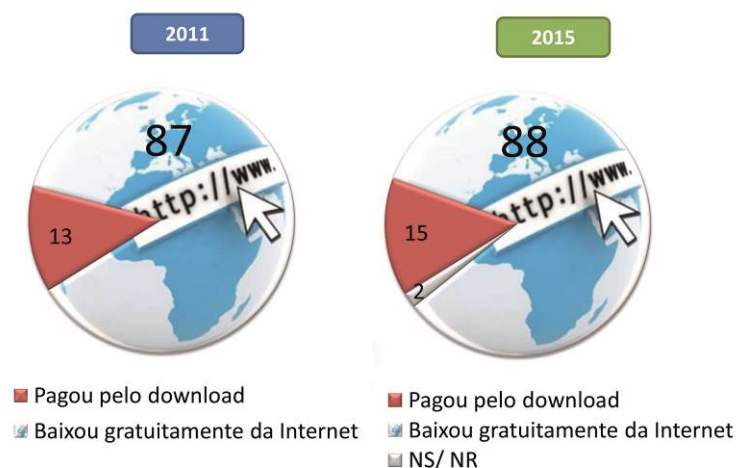 2011
2015
87
http://www.
13
88
http://www.
15
2
Pagou pelo download
Baixou gratuitamente da Internet
Pagou pelo download
Baixou gratuitamente da Internet
NS/ NR